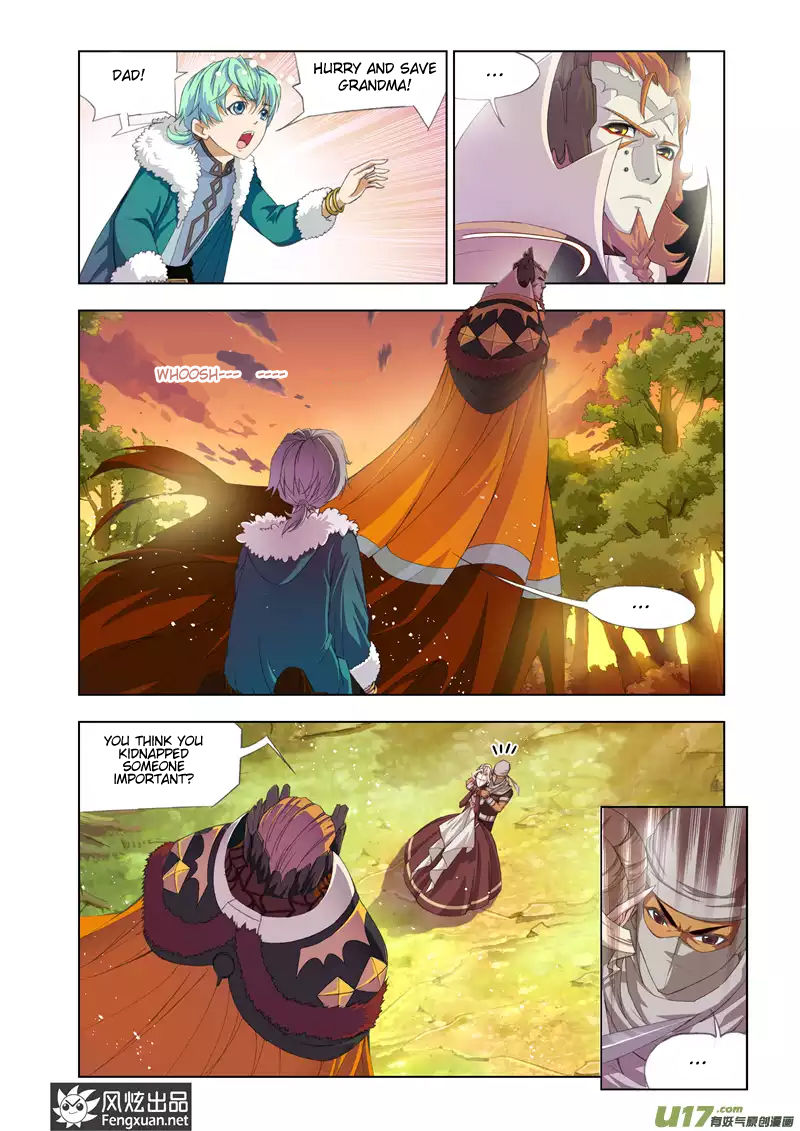 DAD!
HURRY AND SAVE
GRANDMA!
...
WHOOSH--- ----
...
YOU THINK YOU
KIDNAPPED
SOMEONE
IMPORTANT?
...
风炫出品
Fengxuan.net
U17.com
有妖气原创漫画